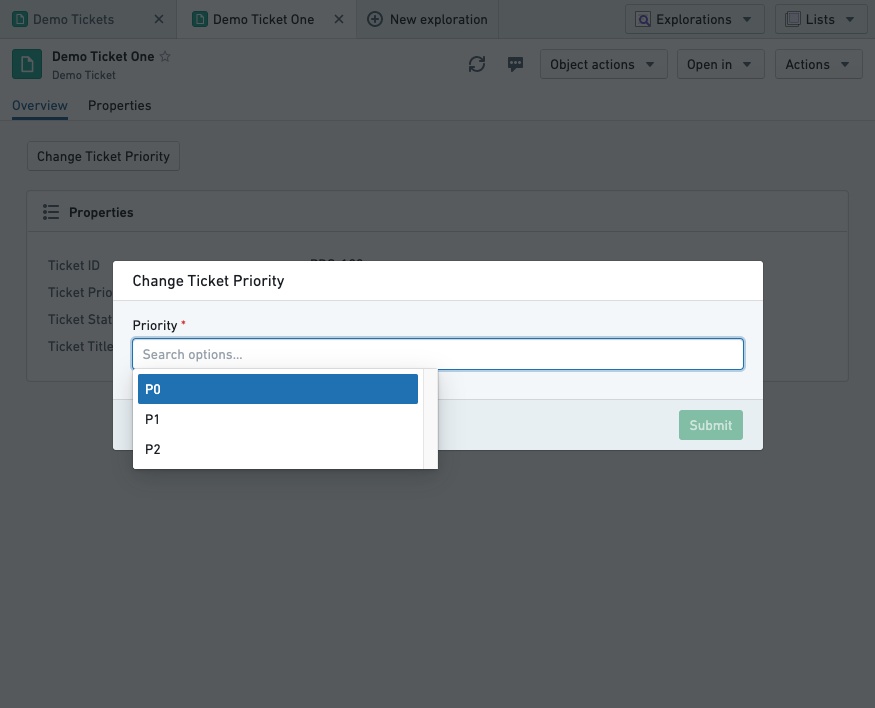 Demo Tickets
Demo Ticket One
New exploration
Explorations
Lists
Demo Ticket One
Demo Ticket
Object actions
Open in
Actions
Overview
Properties
Change Ticket Priority
Properties
Ticket ID
Ticket Prio
Ticket Stat
Ticket Title
Change Ticket Priority
Priority *
Search options...
P0
P1
P2
Submit